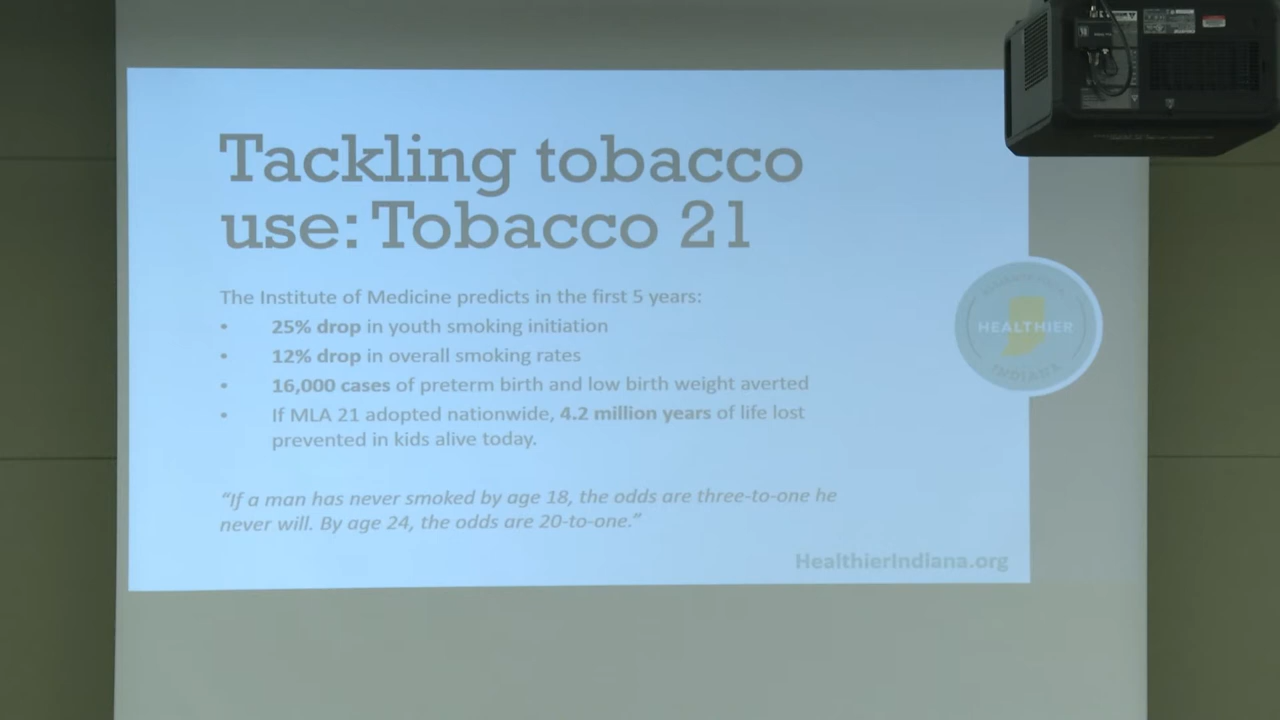 Tackling tobacco
use: Tobacco 21
The Institute of Medicine predicts in the first 5 years:
• 25% drop in youth smoking initiation
• 12% drop in overall smoking rates
• 16,000 cases of preterm birth and low birth weight averted
• If MLA 21 adopted nationwide, 4.2 million years of life lost
prevented in kids alive today.
“If a man has never smoked by age 18, the odds are three-to-one he
never will. By age 24, the odds are 20-to-one.”
HEALTHIER
INDIANA
HealthierIndiana.org